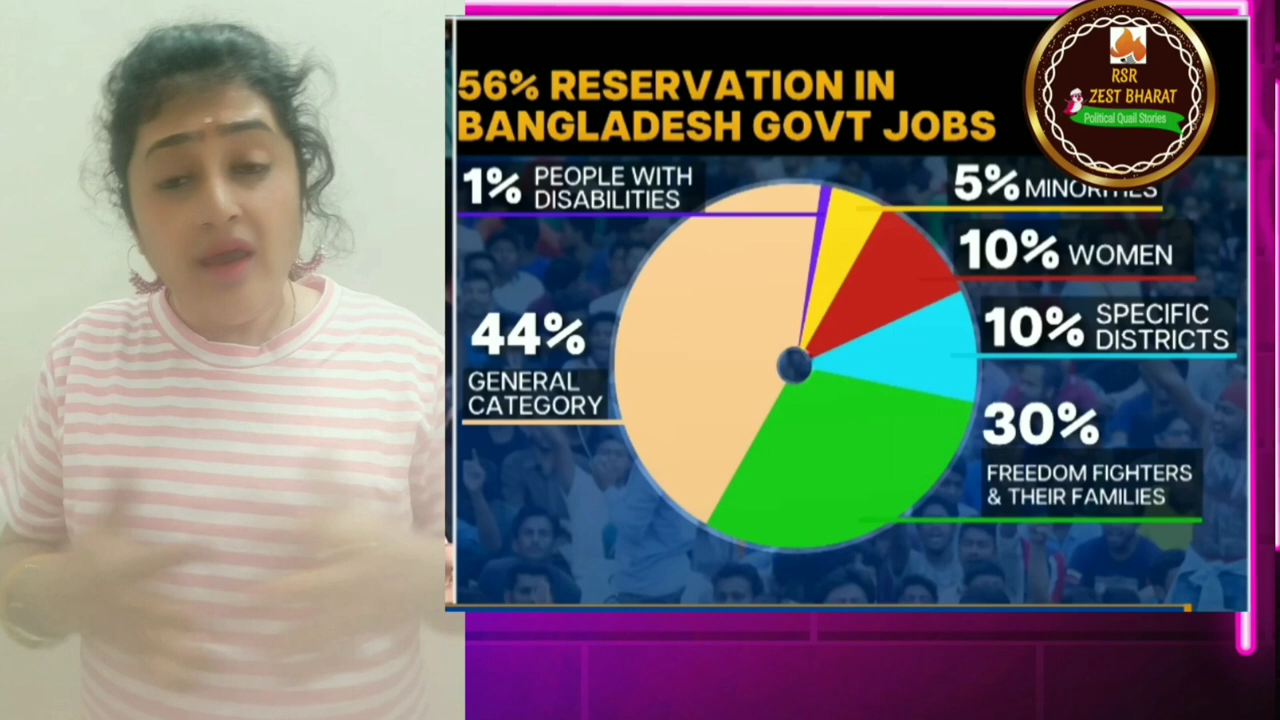 56% RESERVATION IN
BANGLADESH GOVT JOBS
RSR
ZEST BHARAT
Political Quail Stories
1% PEOPLE WITH
DISABILITIES
5% MINORITIES
10% WOMEN
44%
GENERAL
CATEGORY
10% SPECIFIC
DISTRICTS
30%
FREEDOM FIGHTERS
& THEIR FAMILIES